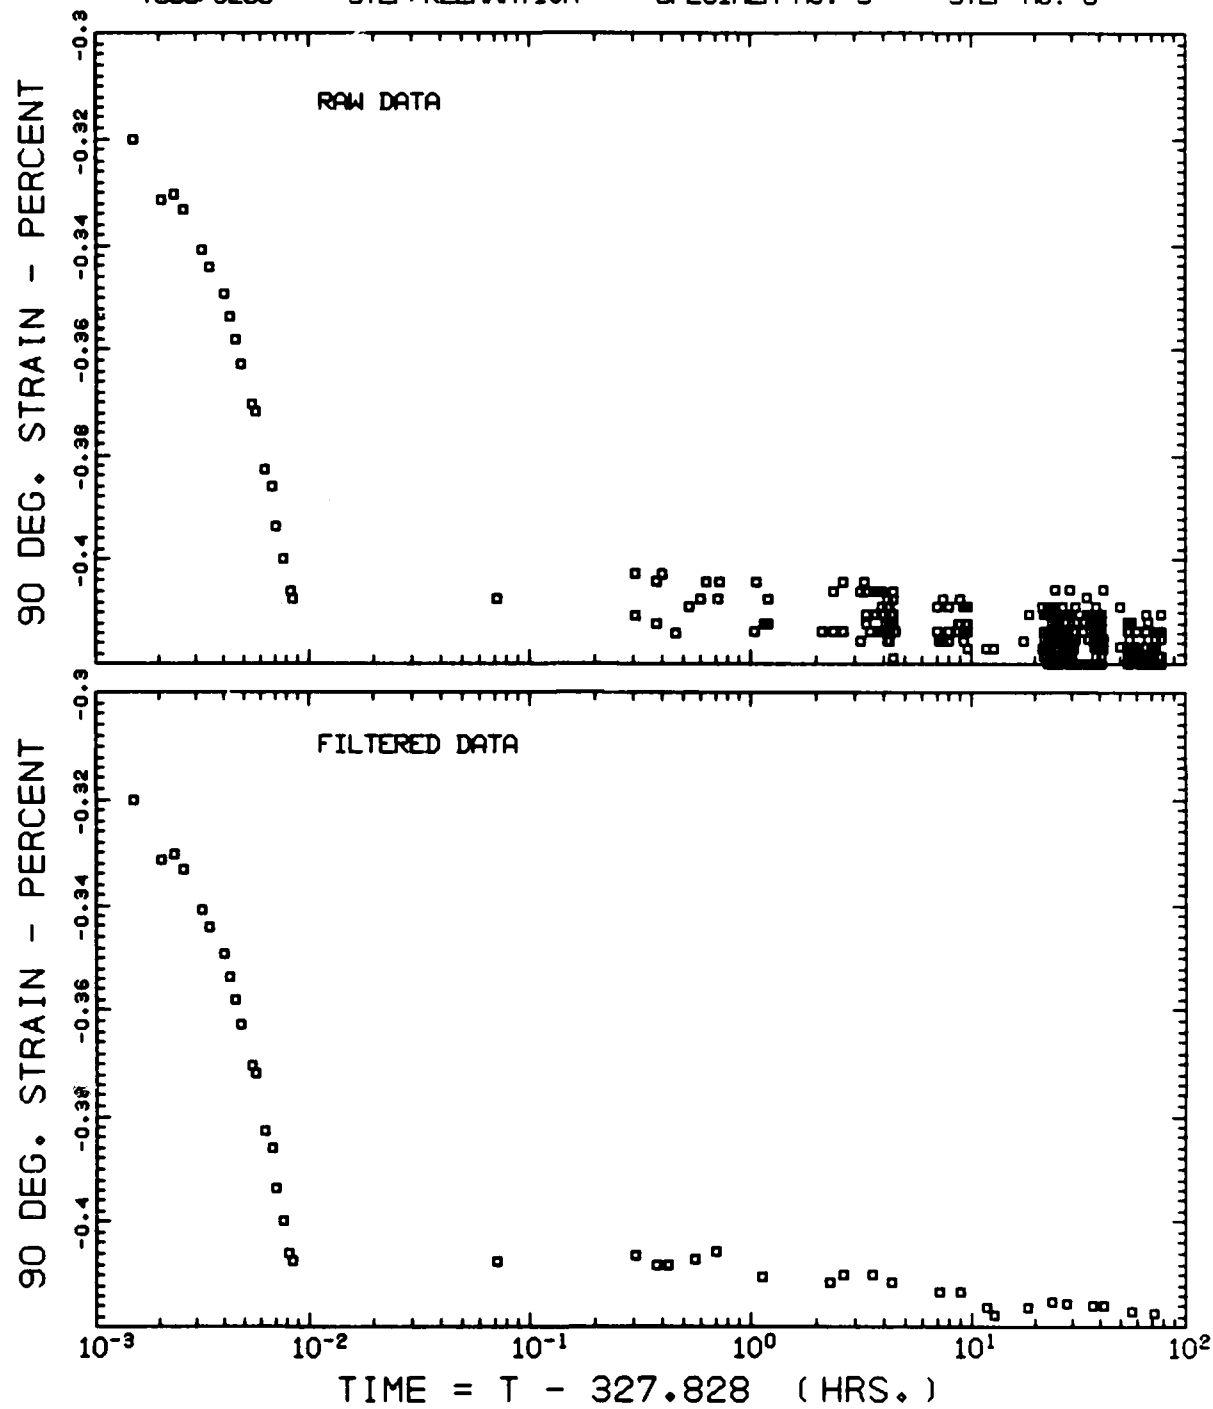 RAW DATA
-0.3
-0.32
-0.34
-0.36
-0.38
-0.4
90 DEG. STRAIN - PERCENT
FILTERED DATA
-0.3
-0.32
-0.34
-0.36
-0.38
-0.4
90 DEG. STRAIN - PERCENT
10⁻³ 10⁻² 10⁻¹ 10⁰ 10¹ 10²
TIME = T - 327.828 (HRS.)